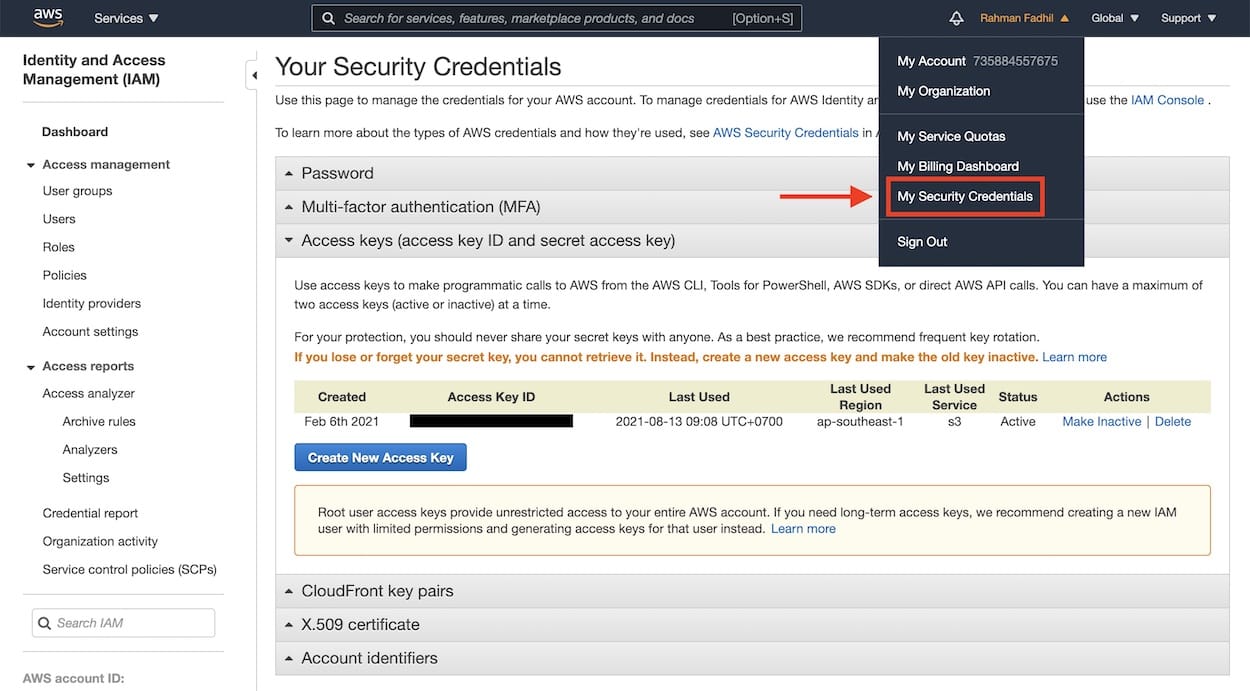 aws
Services
Search for services, features, marketplace products, and docs [Option+S]
Rahman Fadhil
Global
Support
My Account 735884557675
My Organization
My Service Quotas
My Billing Dashboard
My Security Credentials
Sign Out
Identity and Access
Management (IAM)
Dashboard
Access management
User groups
Users
Roles
Policies
Identity providers
Account settings
Access reports
Access analyzer
Archive rules
Analyzers
Settings
Credential report
Organization activity
Service control policies (SCPs)
Search IAM
AWS account ID:
Your Security Credentials
Use this page to manage the credentials for your AWS account. To manage credentials for AWS Identity use the IAM Console .
To learn more about the types of AWS credentials and how they're used, see AWS Security Credentials in
Password
Multi-factor authentication (MFA)
Access keys (access key ID and secret access key)
Use access keys to make programmatic calls to AWS from the AWS CLI, Tools for PowerShell, AWS SDKs, or direct AWS API calls. You can have a maximum of
two access keys (active or inactive) at a time.
For your protection, you should never share your secret keys with anyone. As a best practice, we recommend frequent key rotation.
If you lose or forget your secret key, you cannot retrieve it. Instead, create a new access key and make the old key inactive. Learn more
Created Access Key ID Last Used Last Used Region Last Used Service Status Actions
Feb 6th 2021 2021-08-13 09:08 UTC+0700 ap-southeast-1 s3 Active Make Inactive | Delete
Create New Access Key
Root user access keys provide unrestricted access to your entire AWS account. If you need long-term access keys, we recommend creating a new IAM
user with limited permissions and generating access keys for that user instead. Learn more
CloudFront key pairs
X.509 certificate
Account identifiers